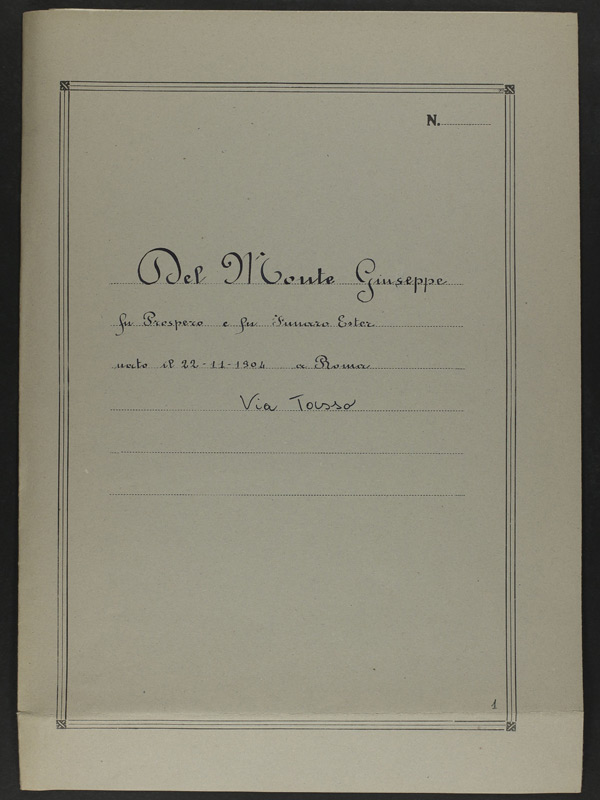 N.
Del Monte Giuseppe
fu Prospero e fu Funaro Ester
nato il 22-11-1904 a Roma
Via Tasso
1